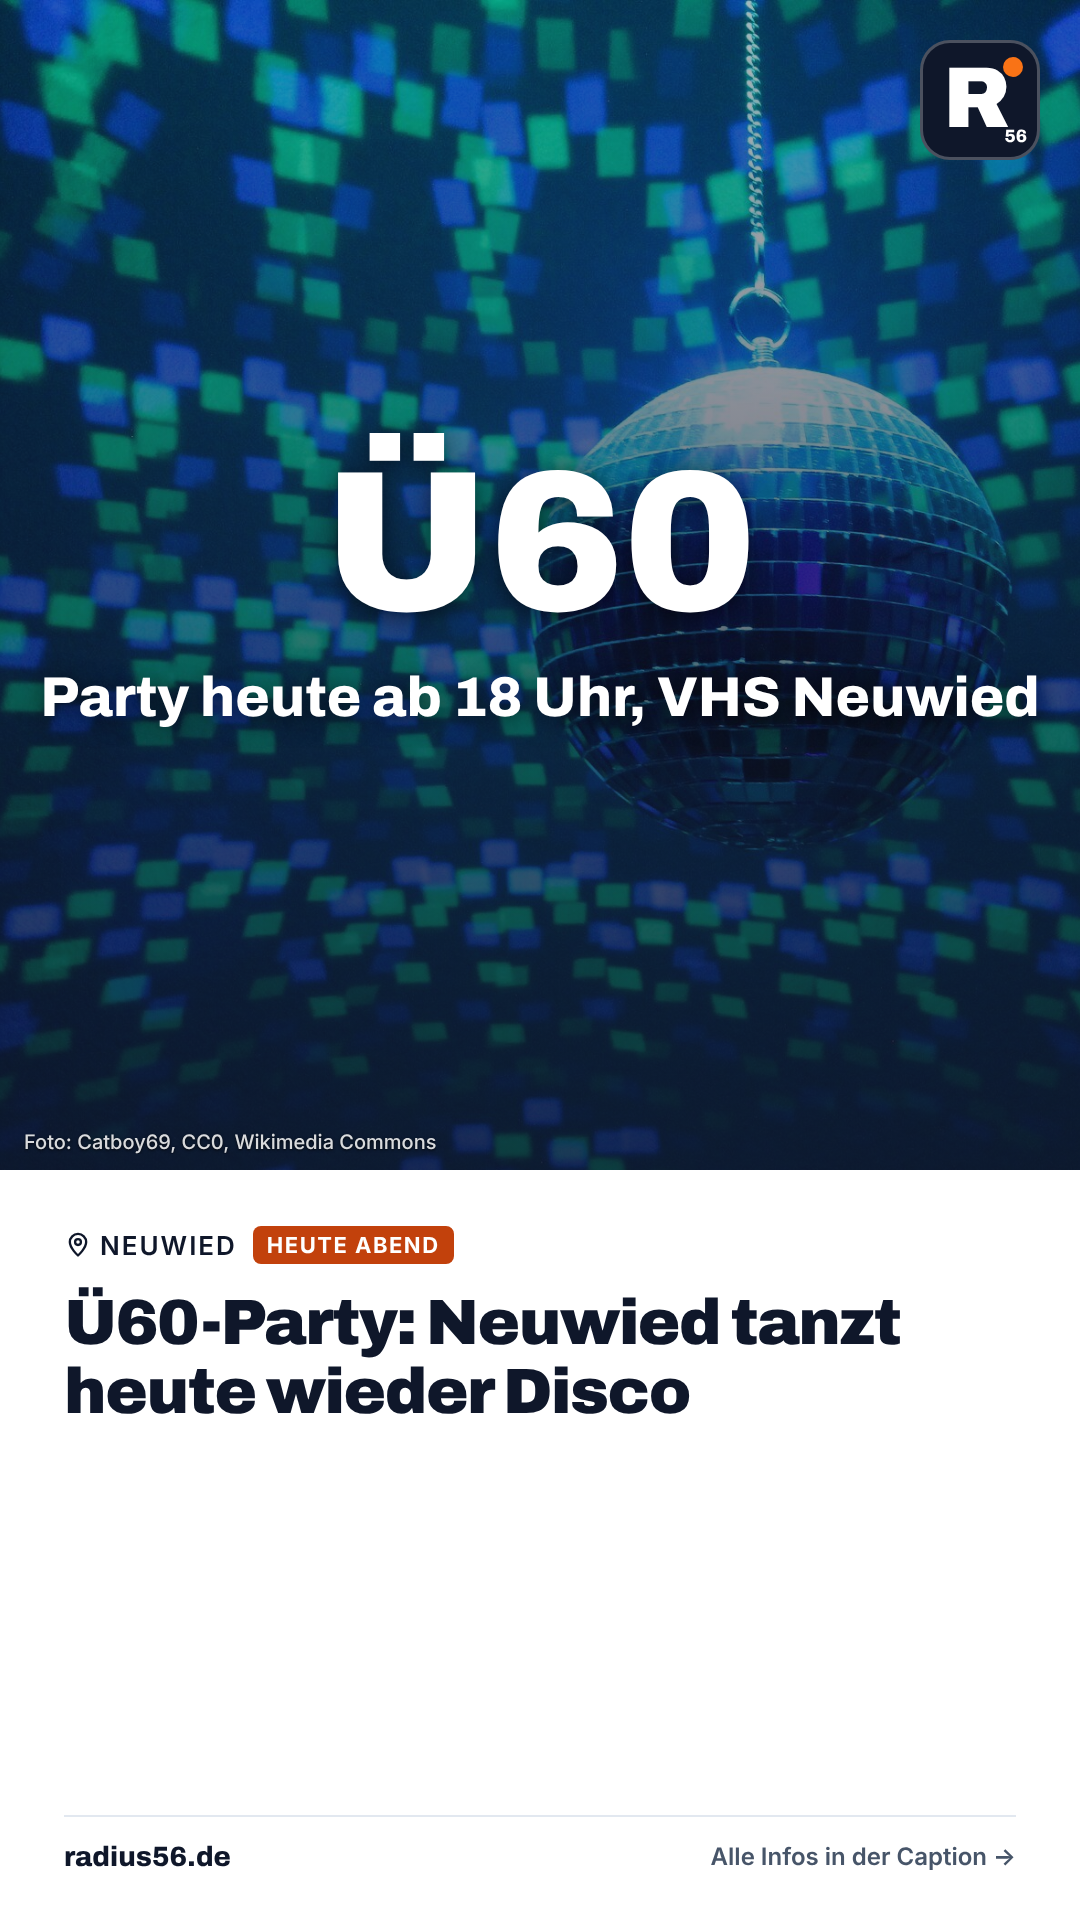 R
56
Ü60
Party heute ab 18 Uhr, VHS Neuwied
Foto: Catboy69, CC0, Wikimedia Commons
NEUWIED HEUTE ABEND
Ü60-Party: Neuwied tanzt
heute wieder Disco
radius56.de Alle Infos in der Caption →